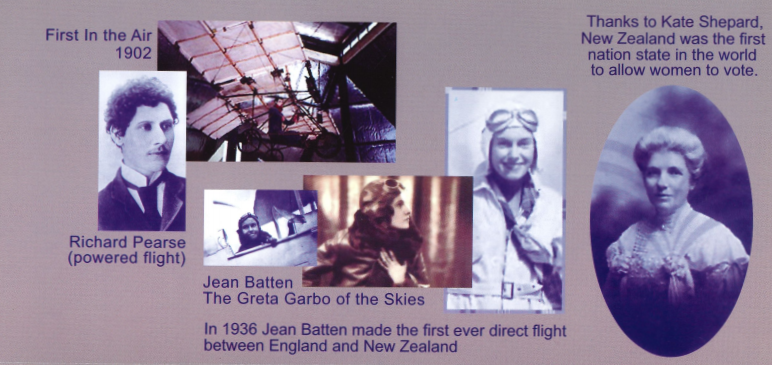 First In the Air
1902
Richard Pearse
(powered flight)
Jean Batten
The Greta Garbo of the Skies
In 1936 Jean Batten made the first ever direct flight
between England and New Zealand
Thanks to Kate Shepard,
New Zealand was the first
nation state in the world
to allow women to vote.